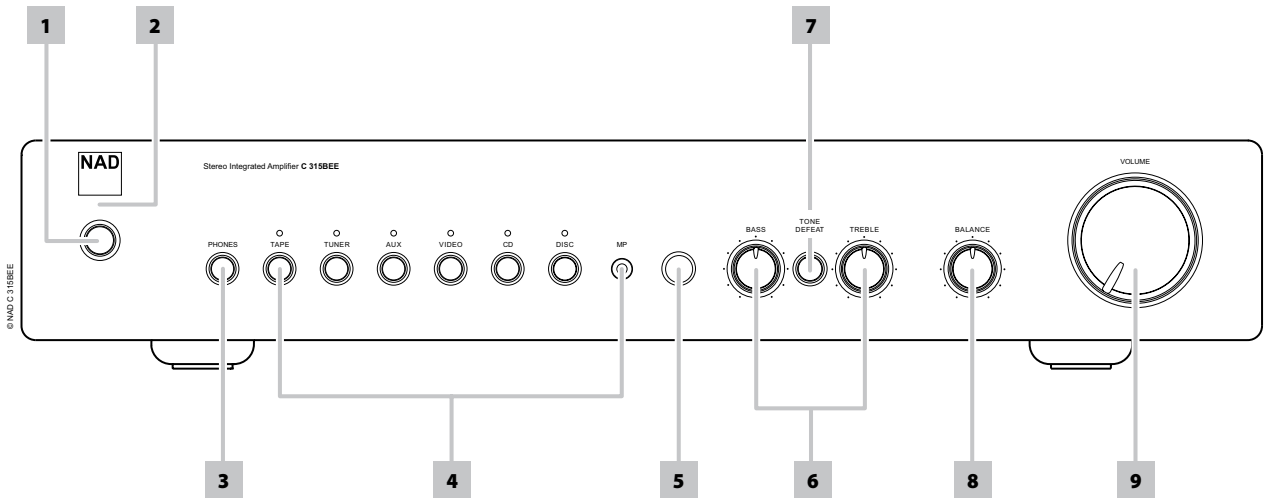 1
2
7
NAD
Stereo Integrated Amplifier C 315BEE
VOLUME
TONE
DEFEAT
BASS
TREBLE
BALANCE
PHONES
TAPE
TUNER
AUX
VIDEO
CD
DISC
MP
© NAD C 315BEE
3
4
5
6
8
9